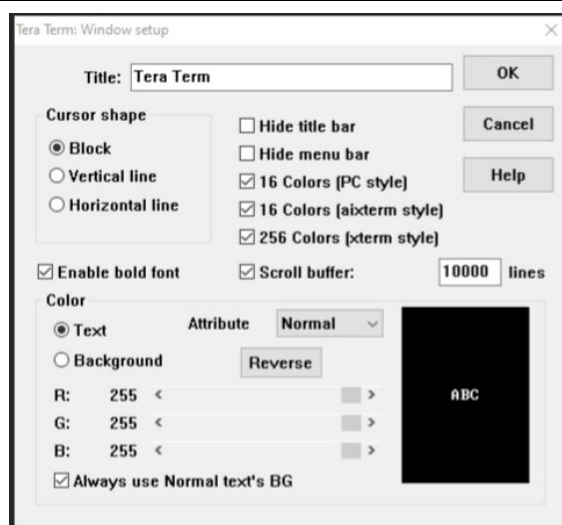 Tera Term: Window setup
Title: Tera Term
OK
Cursor shape
Block
Vertical line
Horizontal line
Hide title bar
Hide menu bar
16 Colors (PC style)
16 Colors (aixterm style)
256 Colors (xterm style)
Cancel
Help
Enable bold font
Scroll buffer: 10000 lines
Color
Text
Background
Attribute Normal
Reverse
R: 255 < >
G: 255 < >
B: 255 < >
Always use Normal text's BG
ABC